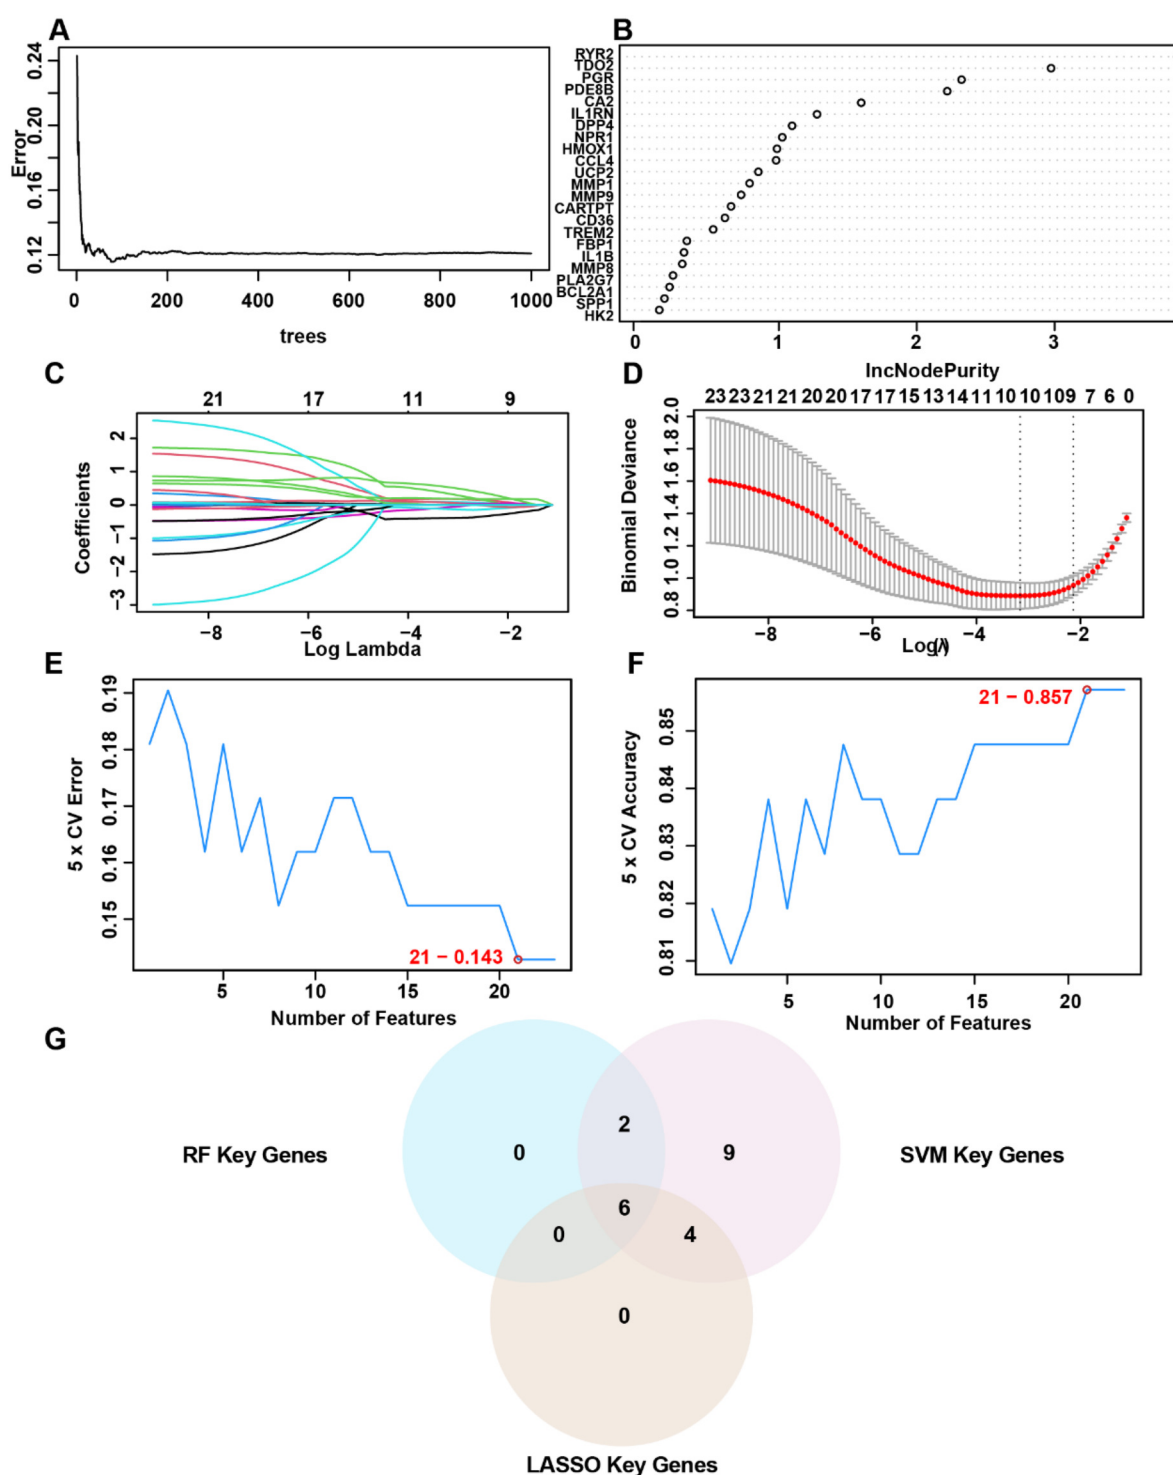 A
Error
0.24
0.20
0.16
0.12
0 200 400 600 800 1000
trees
B
RYR2
TDO2
PGR
PDE8B
CA2
IL1RN
DPP4
NPR1
HMOX1
CCL4
UCP2
MMP1
MMP9
CARTPT
CD36
TREM2
FBP1
IL1B
MMP8
PLA2G7
BCL2A1
SPP1
HK2
0 1 2 3
IncNodePurity
C
21 17 11 9
Coefficients
2
1
0
−1
−2
−3
−8 −6 −4 −2
Log Lambda
D
23 23 21 21 20 20 17 17 15 13 14 11 10 10 10 9 7 6 0
Binomial Deviance
2.0
1.8
1.6
1.4
1.2
1.0
0.8
−8 −6 −4 −2
Log(λ)
E
5 x CV Error
0.19
0.18
0.17
0.16
0.15
21 − 0.143
5 10 15 20
Number of Features
F
5 x CV Accuracy
0.85
0.84
0.83
0.82
0.81
21 − 0.857
5 10 15 20
Number of Features
G
RF Key Genes
SVM Key Genes
LASSO Key Genes
2
0
9
6
0
4
0